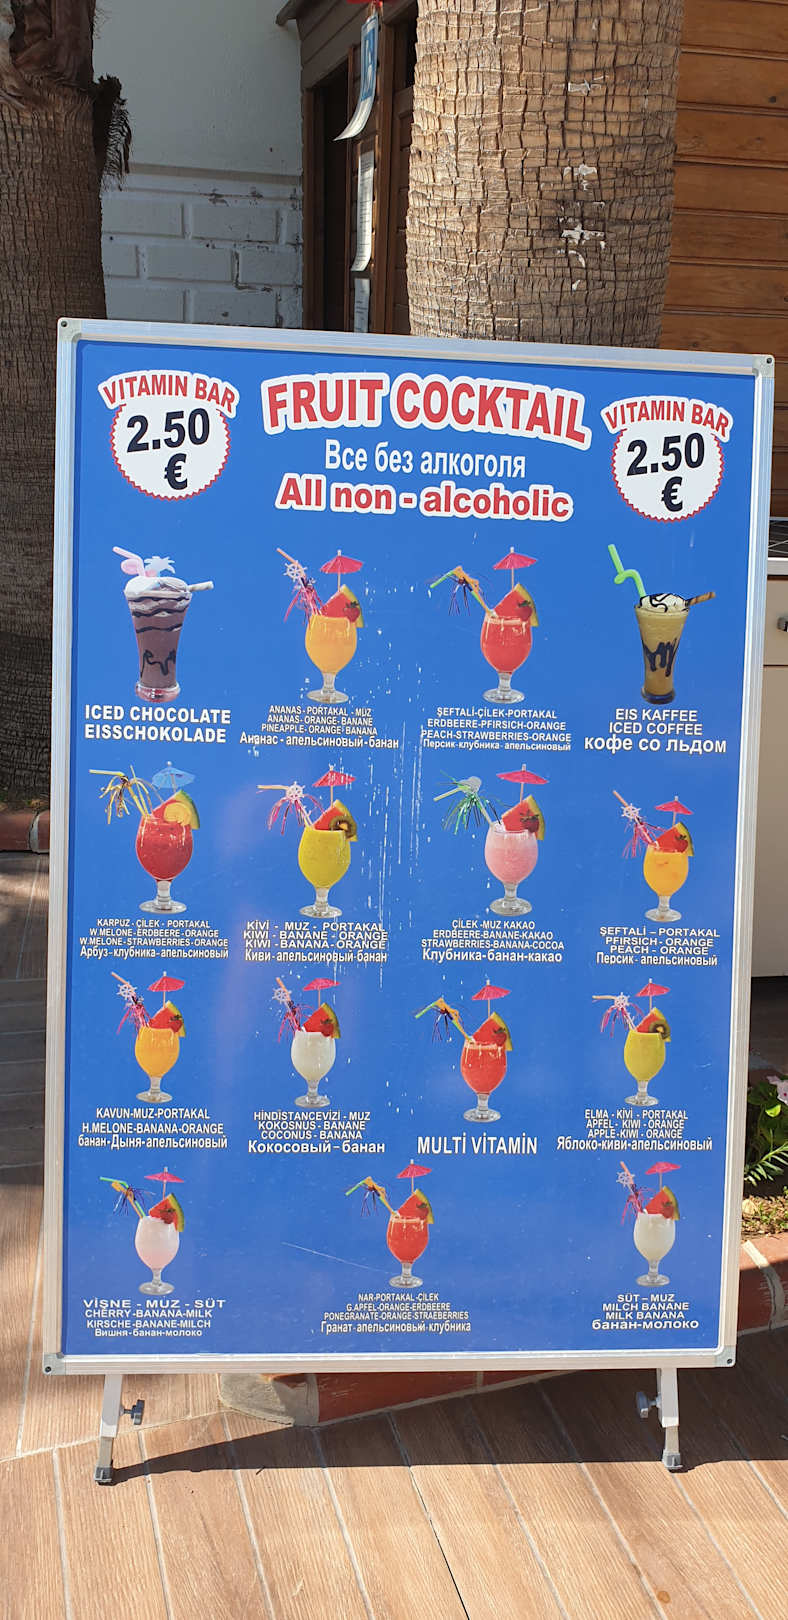 VITAMIN BAR
2.50
€
FRUIT COCKTAIL
Все без алкоголя
All non - alcoholic
VITAMIN BAR
2.50
€
ICED CHOCOLATE
EISSCHOKOLADE
ANANAS - PORTAKAL - MUZ
ANANAS - ORANGE - BANANE
PINEAPPLE - ORANGE - BANANA
Ананас - апельсиновый - банан
ŞEFTALİ-ÇİLEK-PORTAKAL
ERDBEERE-PFIRSICH-ORANGE
PEACH-STRAWBERRIES-ORANGE
Персик-клубника- апельсиновый
EIS KAFFEE
ICED COFFEE
кофе со льдом
KARPUZ - ÇİLEK - PORTAKAL
W.MELONE-ERDBEERE-ORANGE
W.MELONE-STRAWBERRIES-ORANGE
Арбуз-клубника-апельсиновый
KİVİ - MUZ - PORTAKAL
KIWI - BANANE - ORANGE
KIWI - BANANA - ORANGE
Киви-апельсиновый банан
ÇİLEK -MUZ KAKAO
ERDBEERE-BANANE-KAKAO
STRAWBERRIES-BANANA-COCOA
Клубника-банан-какао
ŞEFTALİ – PORTAKAL
PFIRSICH - ORANGE
PEACH - ORANGE
Персик - апельсиновый
KAVUN-MUZ-PORTAKAL
H.MELONE-BANANA-ORANGE
банан-Дыня-апельсиновый
HİNDİSTANCEVİZİ - MUZ
KOKOSNUS - BANANE
COCONUS - BANANA
Кокосовый – банан
MULTİ VİTAMİN
ELMA - KİVİ - PORTAKAL
APFEL - KIWI - ORANGE
APPLE - KIWI - ORANGE
Яблоко-киви-апельсиновый
VİŞNE - MUZ - SÜT
CHERRY-BANANA-MILK
KIRSCHE-BANANE-MILCH
Вишня-банан-молоко
NAR-PORTAKAL-ÇİLEK
G.APFEL-ORANGE-ERDBEERE
PONEGRANATE-ORANGE-STRAEBERRIES
Гранат-апельсиновый клубника
SÜT – MUZ
MILCH BANANE
MILK BANANA
банан-молоко